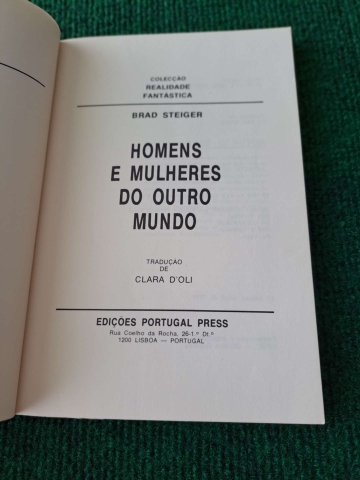 COLECÇÃO
REALIDADE
FANTÁSTICA
BRAD STEIGER
HOMENS
E MULHERES
DO OUTRO
MUNDO
TRADUÇÃO
DE
CLARA D'OLI
EDIÇÕES PORTUGAL PRESS
Rua Coelho da Rocha, 26-1.º Dt.º
1200 LISBOA — PORTUGAL